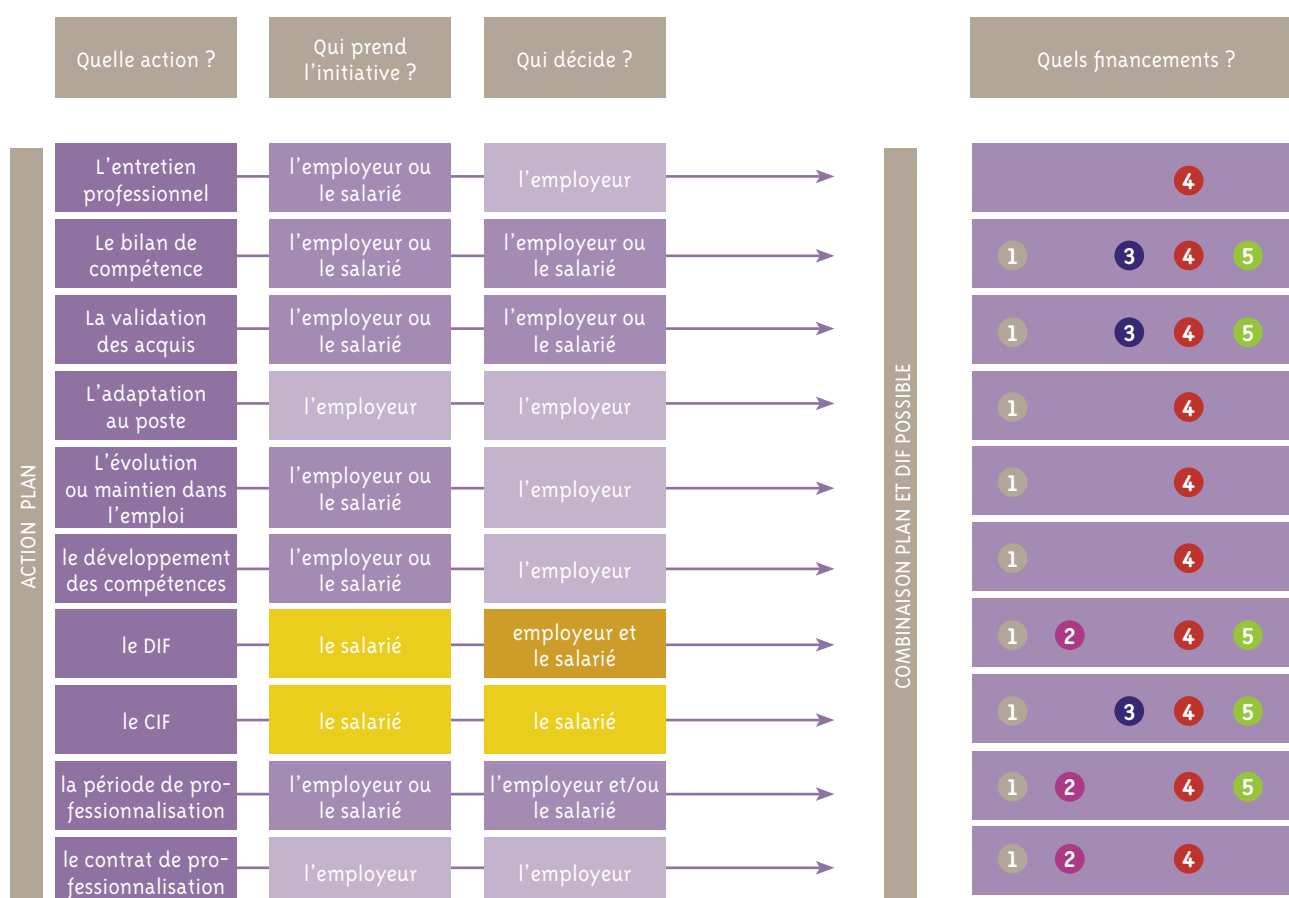 Quelle action ?
Qui prend
l'initiative ?
Qui décide ?
Quels financements ?
ACTION PLAN
COMBINAISON PLAN ET DIF POSSIBLE
L'entretien
professionnel
l'employeur ou
le salarié
l'employeur
4
Le bilan de
compétence
l'employeur ou
le salarié
l'employeur ou
le salarié
1 3 4 5
La validation
des acquis
l'employeur ou
le salarié
l'employeur ou
le salarié
1 3 4 5
L'adaptation
au poste
l'employeur
l'employeur
1 4
L'évolution
ou maintien dans
l'emploi
l'employeur ou
le salarié
l'employeur
1 4
le développement
des compétences
l'employeur ou
le salarié
l'employeur
1 4
le DIF
le salarié
employeur et
le salarié
1 2 4 5
le CIF
le salarié
le salarié
1 3 4 5
la période de pro-
fessionnalisation
l'employeur ou
le salarié
l'employeur et/ou
le salarié
1 2 4 5
le contrat de pro-
fessionnalisation
l'employeur
l'employeur
1 2 4